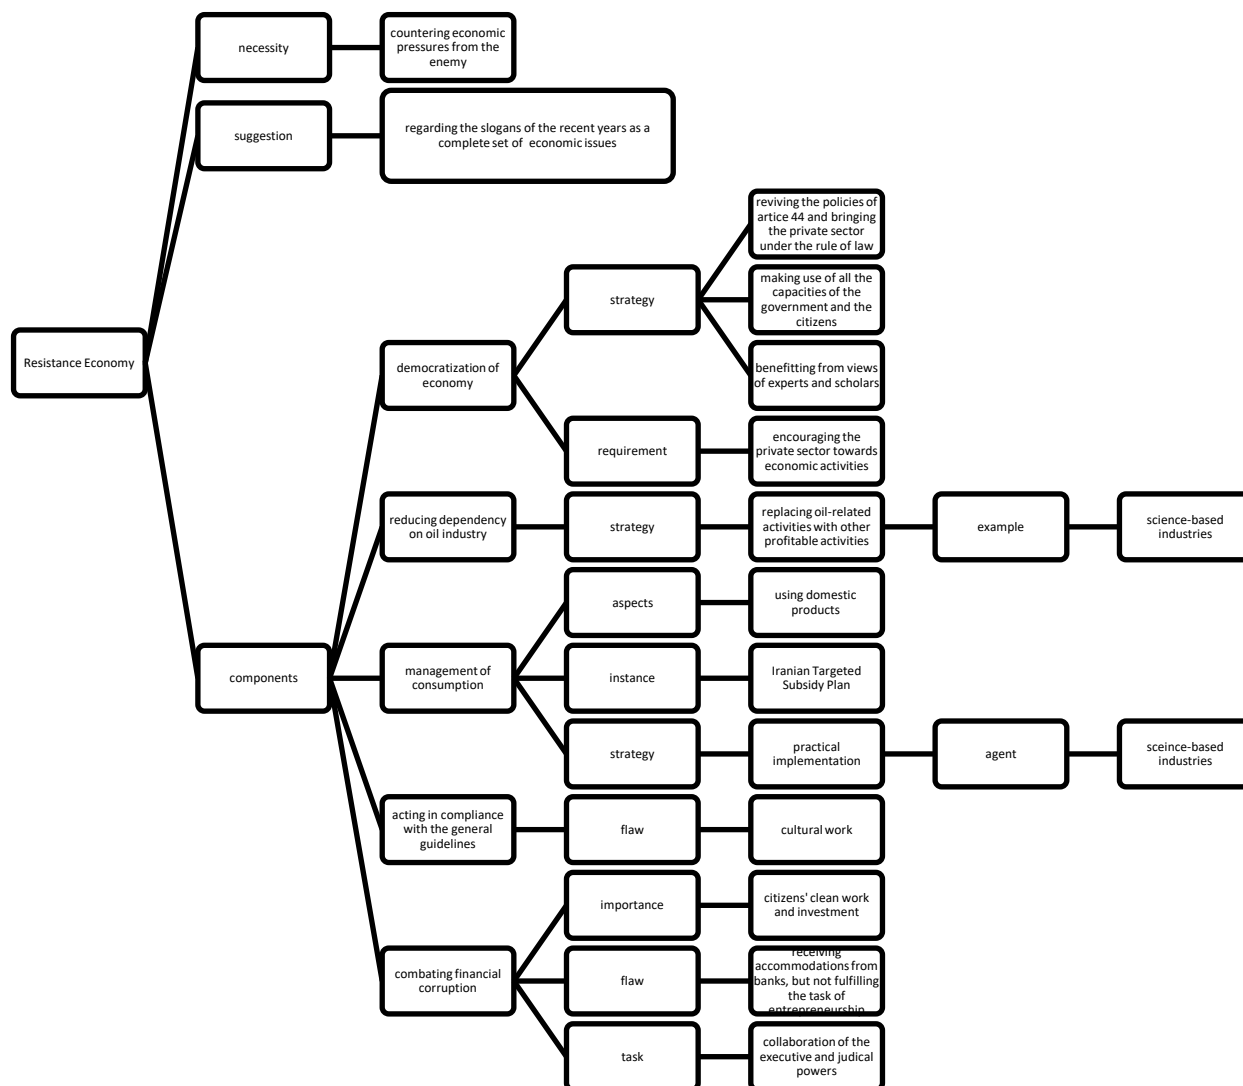 necessity
countering economic
pressures from the
enemy
suggestion
regarding the slogans of the recent years as a
complete set of economic issues
Resistance Economy
components
democratization of
economy
strategy
reviving the policies of
artice 44 and bringing
the private sector
under the rule of law
making use of all the
capacities of the
government and the
citizens
benefitting from views
of experts and scholars
requirement
encouraging the
private sector towards
economic activities
reducing dependency
on oil industry
strategy
replacing oil-related
activities with other
profitable activities
example
science-based
industries
management of
consumption
aspects
using domestic
products
instance
Iranian Targeted
Subsidy Plan
strategy
practical
implementation
agent
sceince-based
industries
acting in compliance
with the general
guidelines
flaw
cultural work
combating financial
corruption
importance
citizens' clean work
and investment
flaw
receiving
accommodations from
banks, but not fulfilling
the task of
entrepreneurship
task
collaboration of the
executive and judical
powers